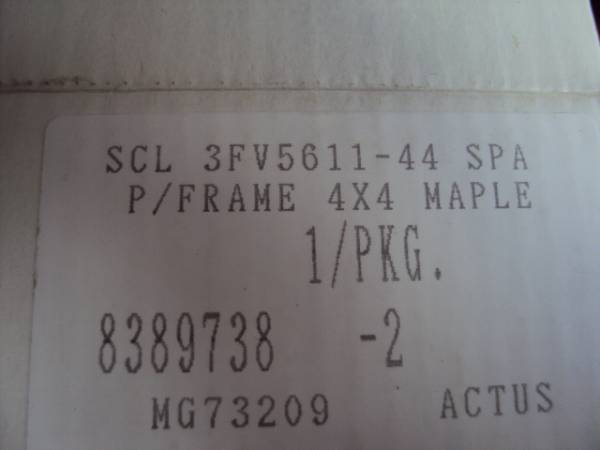 SCL 3FV5611-44 SPA
P/FRAME 4X4 MAPLE
1/PKG.
8389738 -2
MG73209 ACTUS